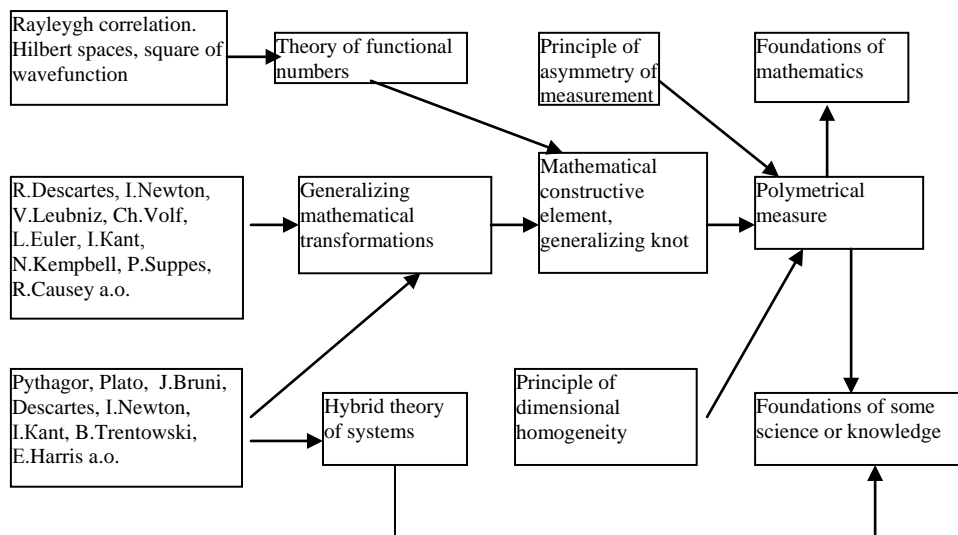 Rayleygh correlation.
Hilbert spaces, square of
wavefunction
Theory of functional
numbers
Principle of
asymmetry of
measurement
Foundations of
mathematics
R.Descartes, I.Newton,
V.Leubniz, Ch.Volf,
L.Euler, I.Kant,
N.Kempbell, P.Suppes,
R.Causey a.o.
Generalizing
mathematical
transformations
Mathematical
constructive
element,
generalizing knot
Polymetrical
measure
Pythagor, Plato, J.Bruni,
Descartes, I.Newton,
I.Kant, B.Trentowski,
E.Harris a.o.
Hybrid theory
of systems
Principle of
dimensional
homogeneity
Foundations of some
science or knowledge